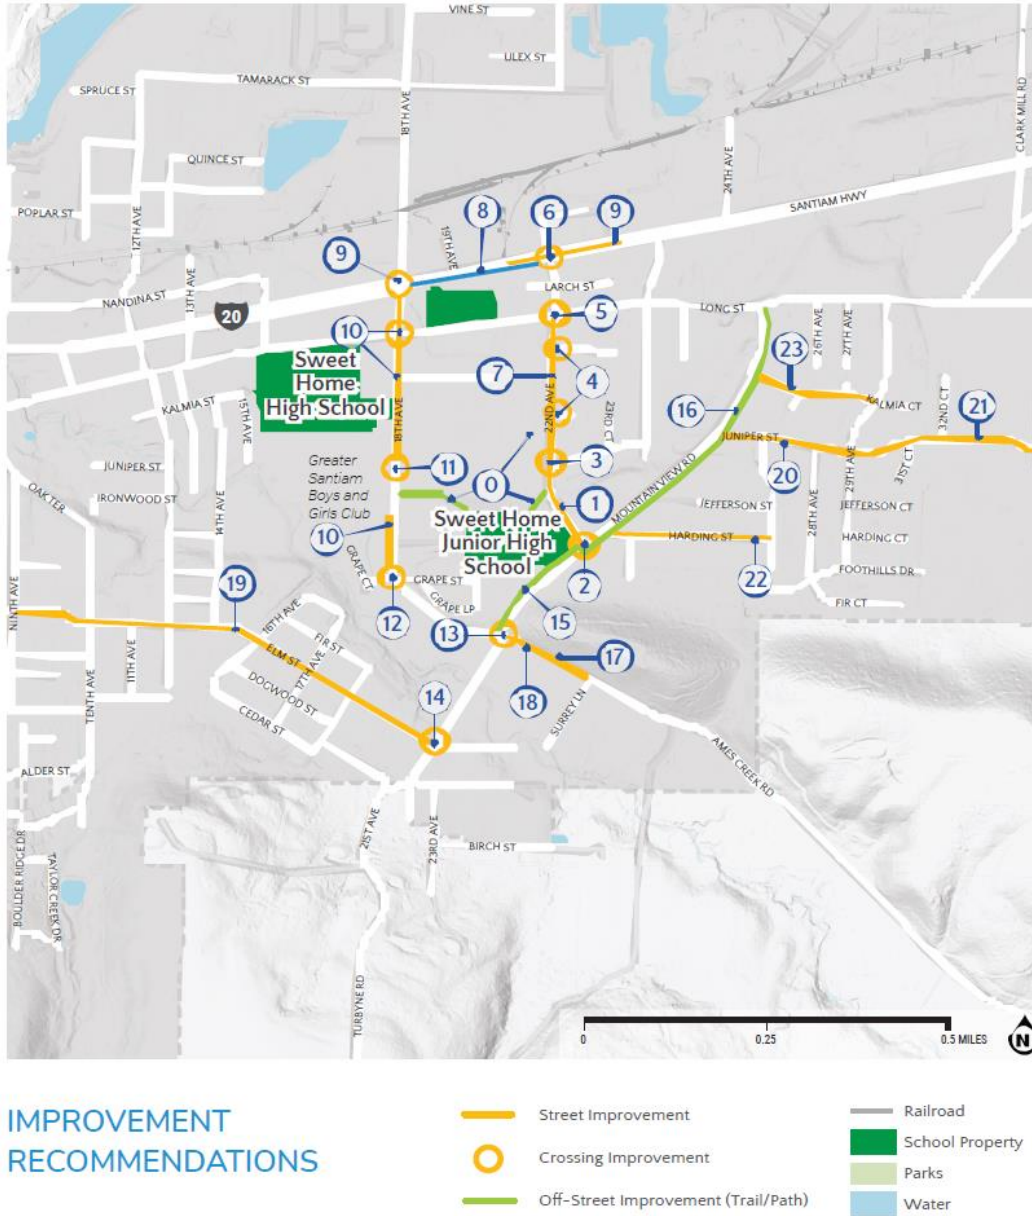 VINE ST
ULEX ST
TAMARACK ST
SPRUCE ST
18TH AVE
CLARK MILL RD
QUINCE ST
24TH AVE
POPLAR ST
12TH AVE
SANTIAM HWY
8
6
9
19TH AVE
9
13TH AVE
LARCH ST
NANDINA ST
20
LONG ST
5
10
26TH AVE
27TH AVE
23
Sweet
Home
High School
7
4
KALMIA ST
15TH AVE
18TH AVE
22ND AVE
23RD CT
16
KALMIA CT
32ND CT
21
JUNIPER ST
20
31ST CT
29TH AVE
3
11
JUNIPER ST
Greater
Santiam
Boys and
Girls Club
0
MOUNTAIN VIEW RD
OAK TER
IRONWOOD ST
14TH AVE
1
JEFFERSON ST
28TH AVE
JEFFERSON CT
Sweet Home
Junior High
School
10
HARDING ST
HARDING CT
GRAPE CT
GRAPE ST
2
22
FOOTHILLS DR
FIR CT
19
NINTH AVE
16TH AVE
12
GRAPE LP
15
13
FIR ST
17
ELM ST
17TH AVE
11TH AVE
TENTH AVE
DOGWOOD ST
14
18
SURREY LN
CEDAR ST
AMES CREEK RD
ALDER ST
21ST AVE
23RD AVE
BIRCH ST
BOULDER RIDGE DR
TAYLOR CREEK DR
TURBYNE RD
0
0.25
0.5 MILES
N
IMPROVEMENT
RECOMMENDATIONS
Street Improvement
Crossing Improvement
Off-Street Improvement (Trail/Path)
Railroad
School Property
Parks
Water